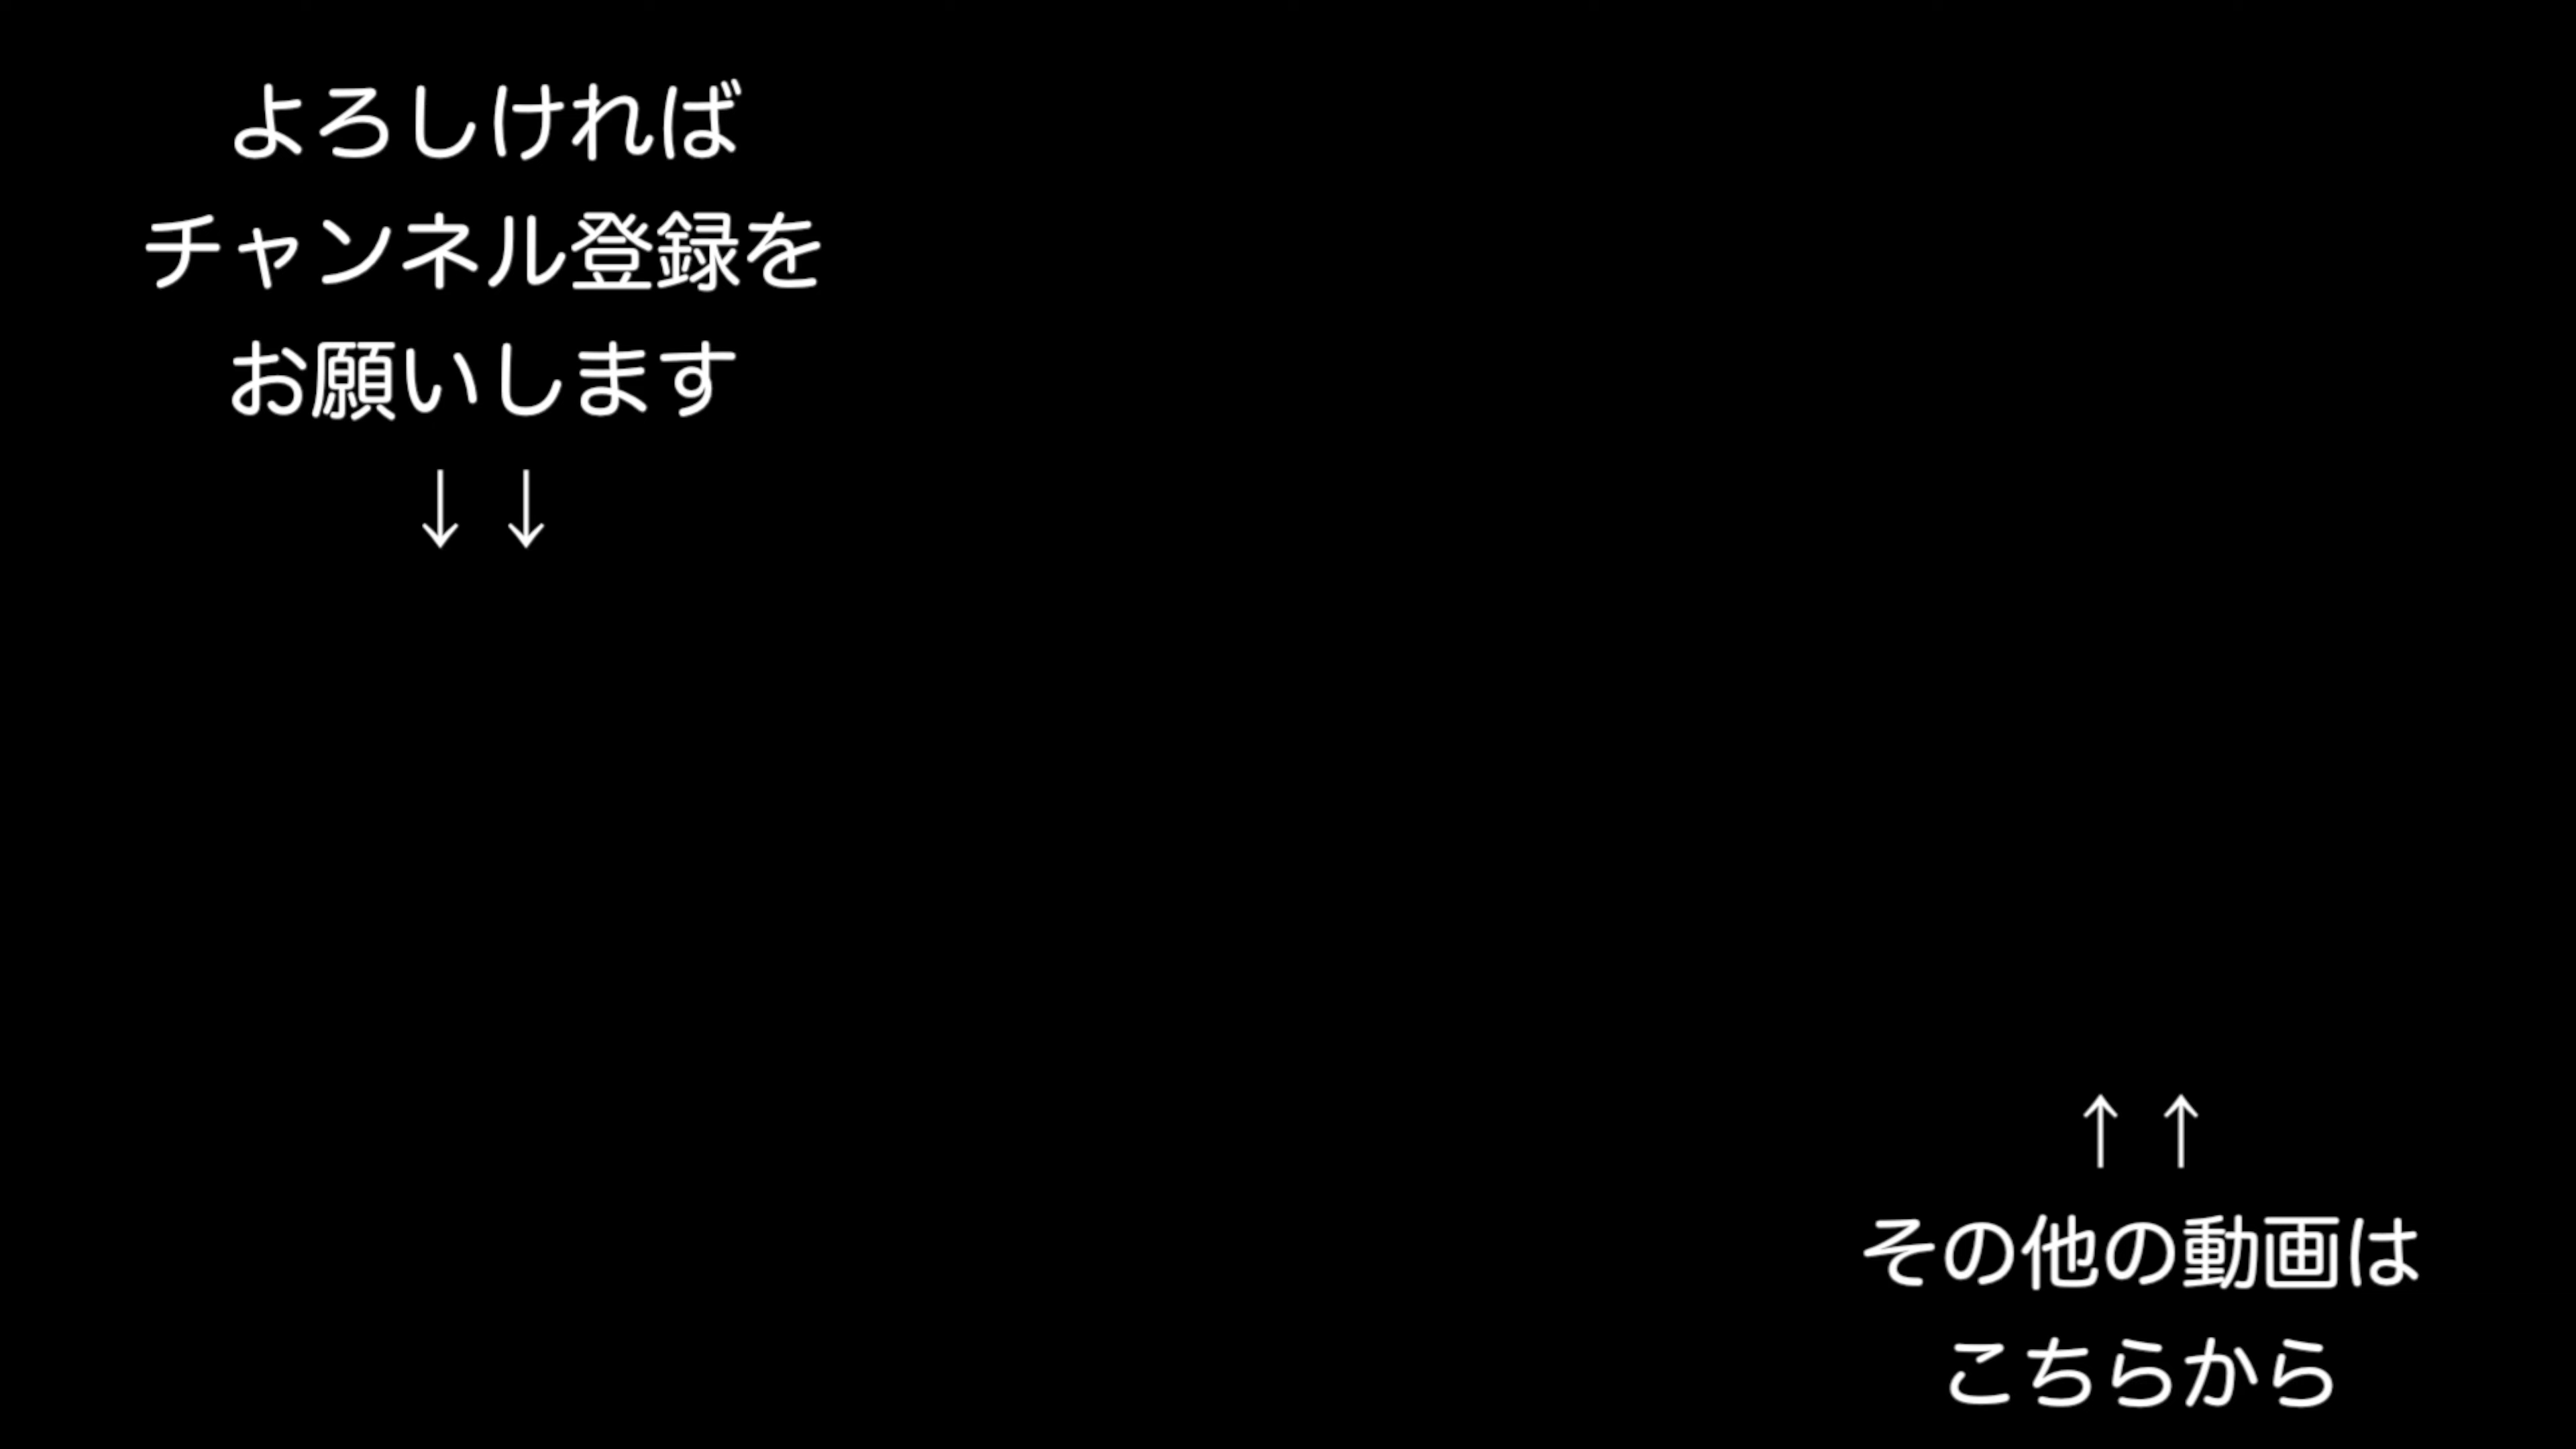 よろしければ
チャンネル登録を
お願いします
↓↓
↑↑
その他の動画は
こちらから